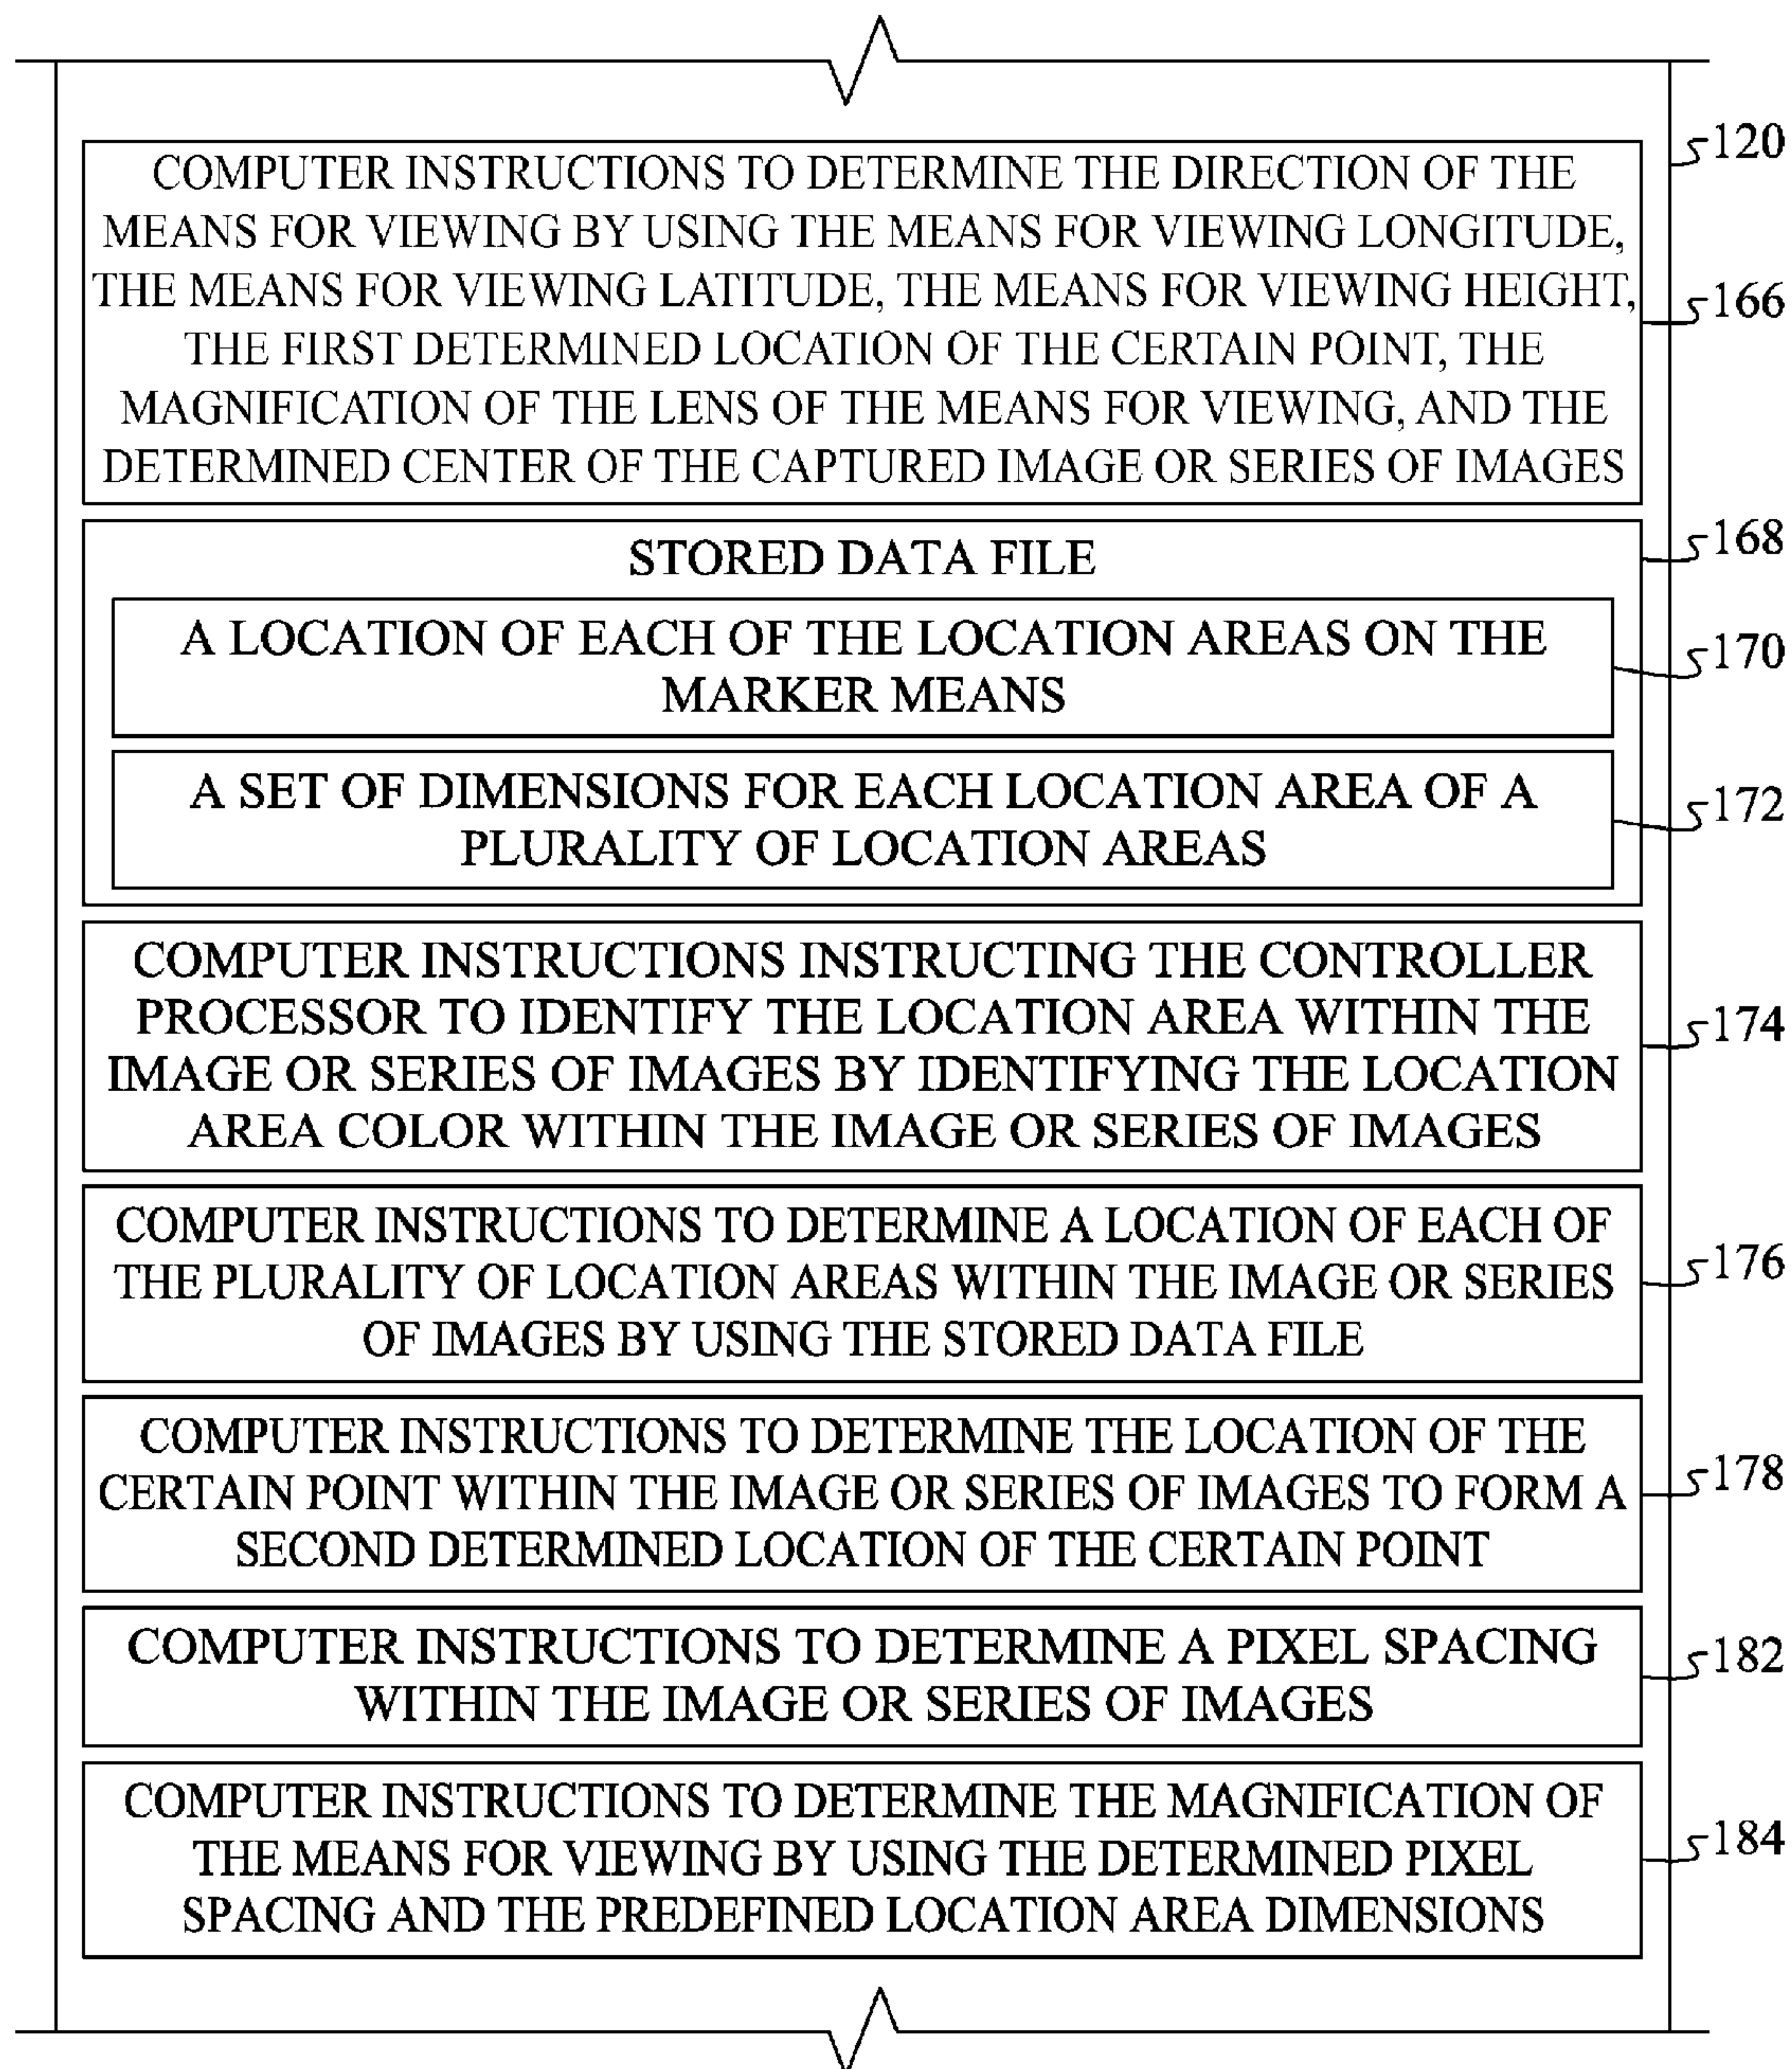 120
COMPUTER INSTRUCTIONS TO DETERMINE THE DIRECTION OF THE
MEANS FOR VIEWING BY USING THE MEANS FOR VIEWING LONGITUDE,
THE MEANS FOR VIEWING LATITUDE, THE MEANS FOR VIEWING HEIGHT,
THE FIRST DETERMINED LOCATION OF THE CERTAIN POINT, THE
MAGNIFICATION OF THE LENS OF THE MEANS FOR VIEWING, AND THE
DETERMINED CENTER OF THE CAPTURED IMAGE OR SERIES OF IMAGES
166
STORED DATA FILE
168
A LOCATION OF EACH OF THE LOCATION AREAS ON THE
MARKER MEANS
170
A SET OF DIMENSIONS FOR EACH LOCATION AREA OF A
PLURALITY OF LOCATION AREAS
172
COMPUTER INSTRUCTIONS INSTRUCTING THE CONTROLLER
PROCESSOR TO IDENTIFY THE LOCATION AREA WITHIN THE
IMAGE OR SERIES OF IMAGES BY IDENTIFYING THE LOCATION
AREA COLOR WITHIN THE IMAGE OR SERIES OF IMAGES
174
COMPUTER INSTRUCTIONS TO DETERMINE A LOCATION OF EACH OF
THE PLURALITY OF LOCATION AREAS WITHIN THE IMAGE OR SERIES
OF IMAGES BY USING THE STORED DATA FILE
176
COMPUTER INSTRUCTIONS TO DETERMINE THE LOCATION OF THE
CERTAIN POINT WITHIN THE IMAGE OR SERIES OF IMAGES TO FORM A
SECOND DETERMINED LOCATION OF THE CERTAIN POINT
178
COMPUTER INSTRUCTIONS TO DETERMINE A PIXEL SPACING
WITHIN THE IMAGE OR SERIES OF IMAGES
182
COMPUTER INSTRUCTIONS TO DETERMINE THE MAGNIFICATION OF
THE MEANS FOR VIEWING BY USING THE DETERMINED PIXEL
SPACING AND THE PREDEFINED LOCATION AREA DIMENSIONS
184